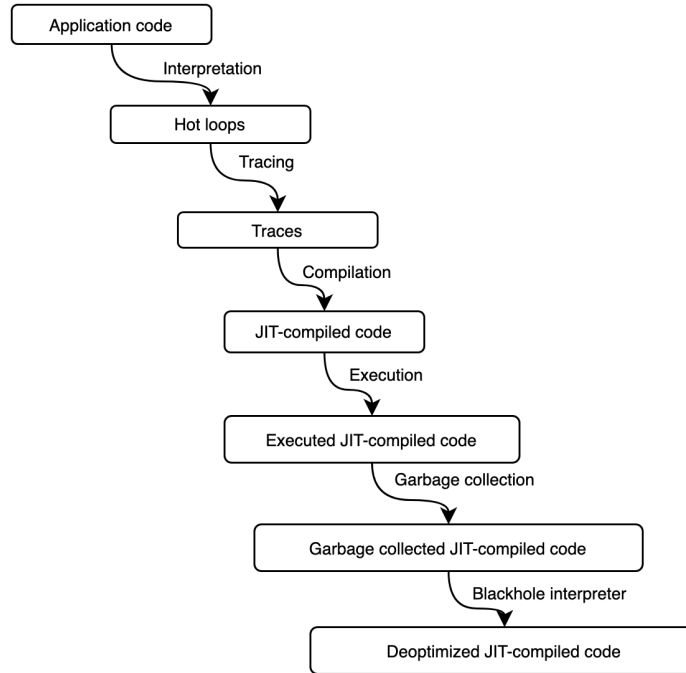 Application code
Interpretation
Hot loops
Tracing
Traces
Compilation
JIT-compiled code
Execution
Executed JIT-compiled code
Garbage collection
Garbage collected JIT-compiled code
Blackhole interpreter
Deoptimized JIT-compiled code